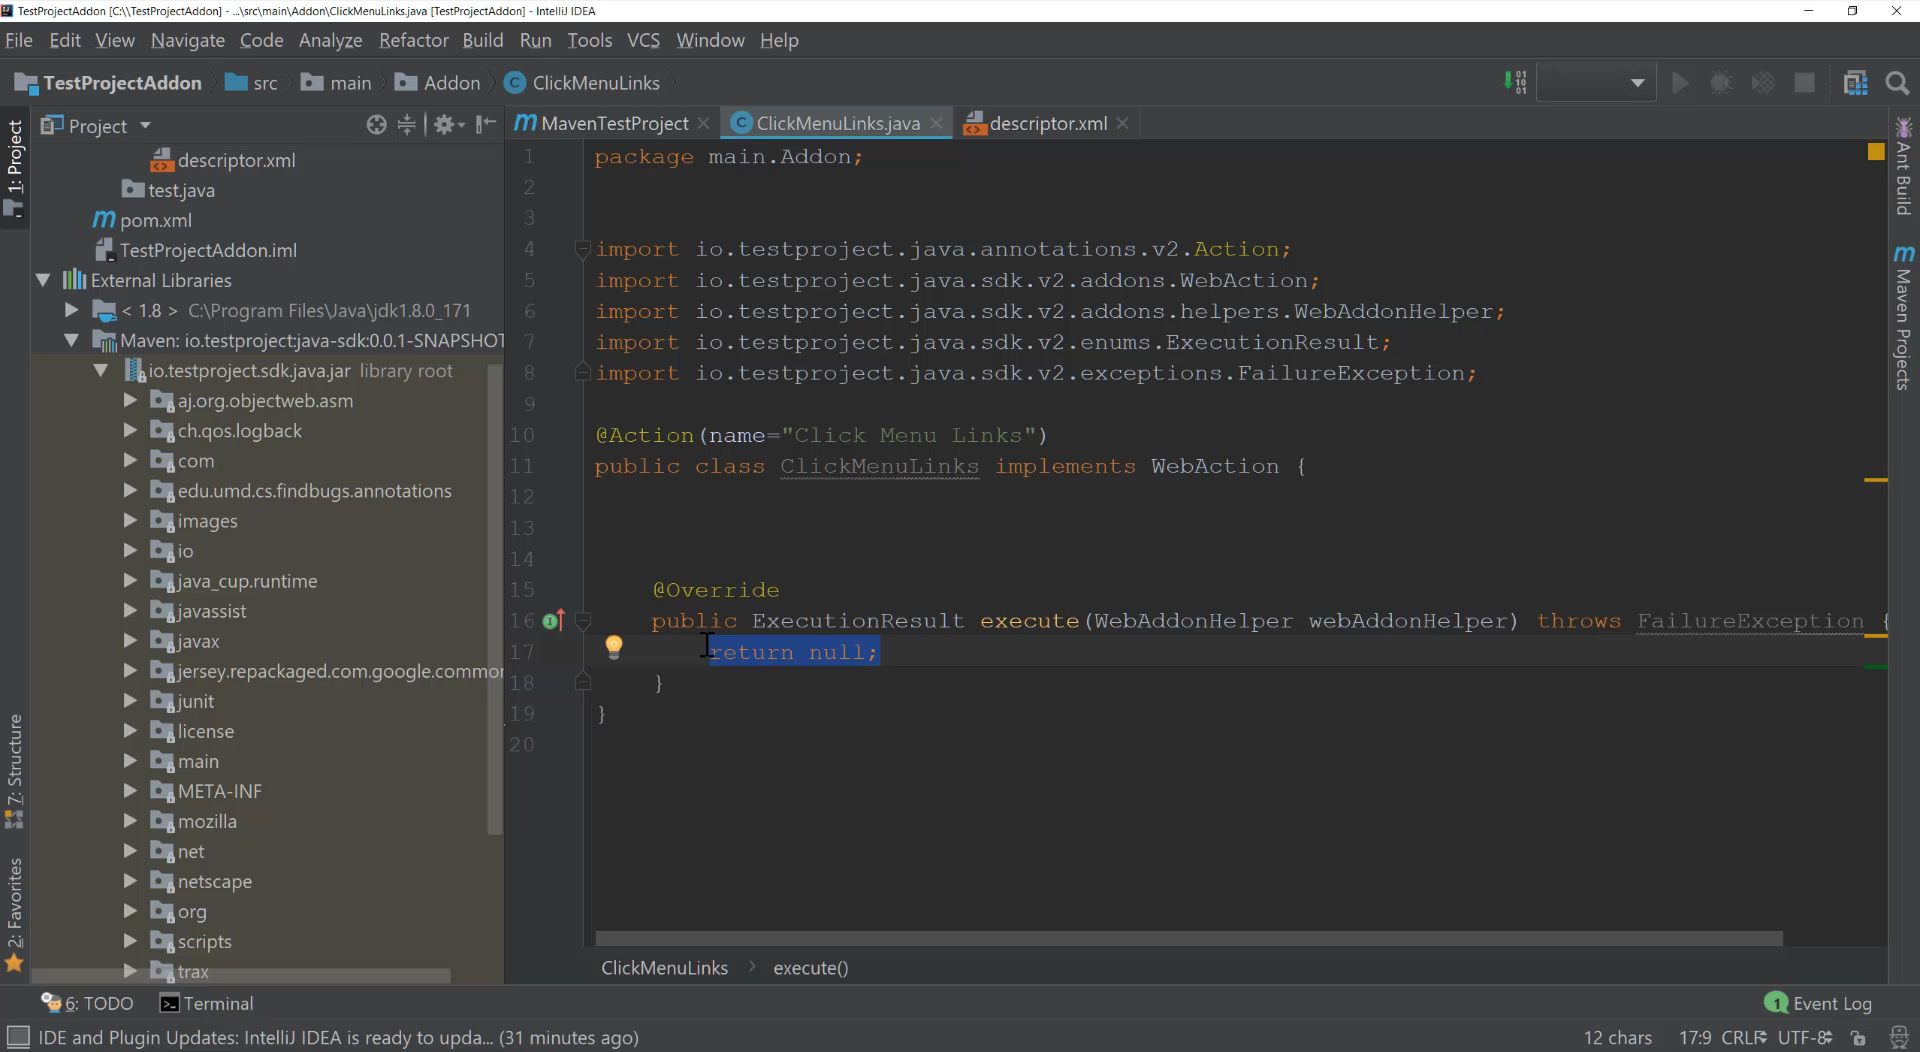 TestProjectAddon [C:\\TestProjectAddon] - ...\src\main\Addon\ClickMenuLinks.java [TestProjectAddon] - IntelliJ IDEA
File Edit View Navigate Code Analyze Refactor Build Run Tools VCS Window Help
TestProjectAddon src main Addon ClickMenuLinks
Project
MavenTestProject ClickMenuLinks.java descriptor.xml
1: Project
7: Structure
2: Favorites
descriptor.xml
test.java
pom.xml
TestProjectAddon.iml
External Libraries
< 1.8 > C:\Program Files\Java\jdk1.8.0_171
Maven: io.testproject:java-sdk:0.0.1-SNAPSHOT
io.testproject.sdk.java.jar library root
aj.org.objectweb.asm
ch.qos.logback
com
edu.umd.cs.findbugs.annotations
images
io
java_cup.runtime
javassist
javax
jersey.repackaged.com.google.commo
junit
license
main
META-INF
mozilla
net
netscape
org
scripts
trax
1 package main.Addon;
2
3
4 import io.testproject.java.annotations.v2.Action;
5 import io.testproject.java.sdk.v2.addons.WebAction;
6 import io.testproject.java.sdk.v2.addons.helpers.WebAddonHelper;
7 import io.testproject.java.sdk.v2.enums.ExecutionResult;
8 import io.testproject.java.sdk.v2.exceptions.FailureException;
9
10 @Action(name="Click Menu Links")
11 public class ClickMenuLinks implements WebAction {
12
13
14
15 @Override
16 public ExecutionResult execute(WebAddonHelper webAddonHelper) throws FailureException {
17 return null;
18 }
19 }
20
ClickMenuLinks execute()
Ant Build
Maven Projects
6: TODO Terminal
1 Event Log
IDE and Plugin Updates: IntelliJ IDEA is ready to upda... (31 minutes ago)
12 chars 17:9 CRLF UTF-8